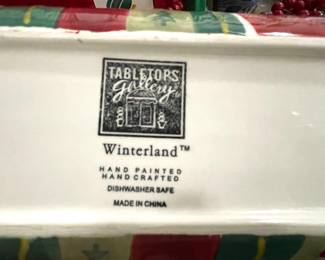 TABLETOPS
gallery
Winterland™
HAND PAINTED
HAND CRAFTED
DISHWASHER SAFE
MADE IN CHINA